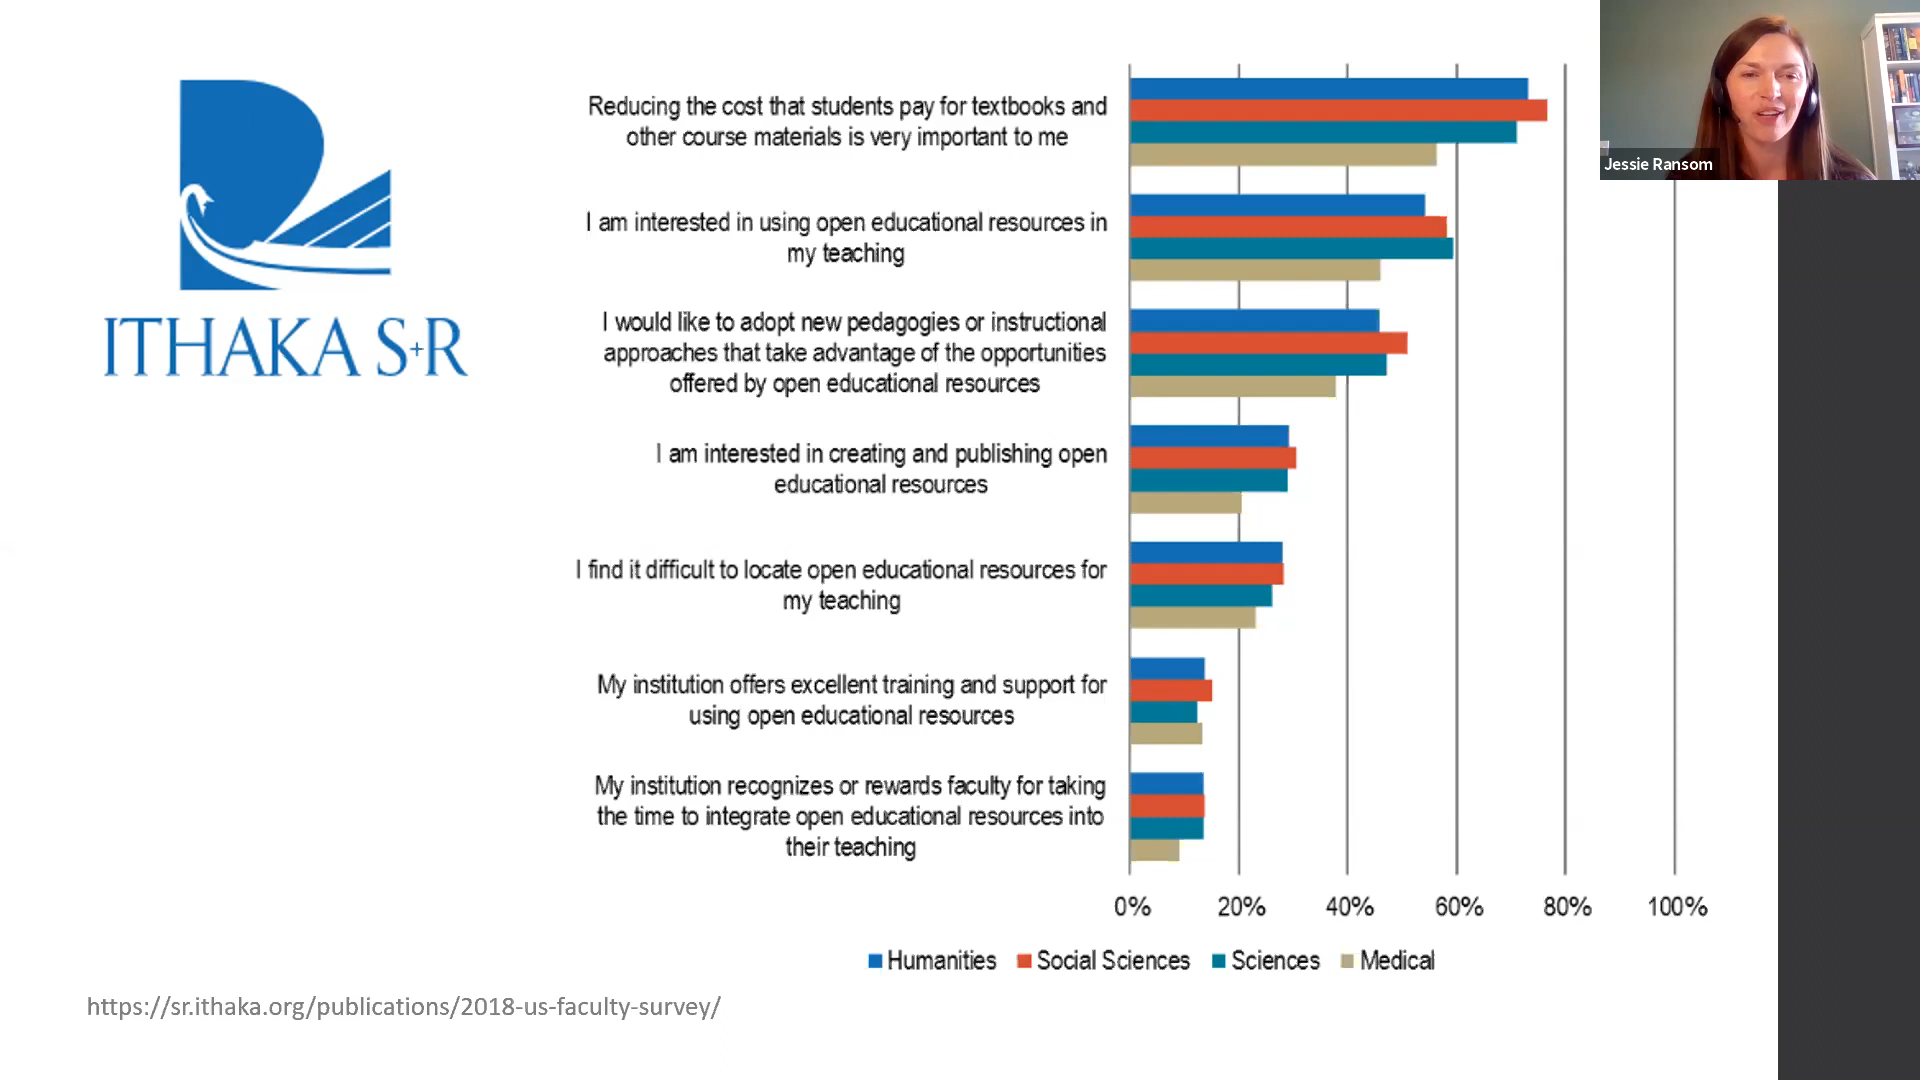 Jessie Ransom
ITHAKA S+R
Reducing the cost that students pay for textbooks and
other course materials is very important to me
I am interested in using open educational resources in
my teaching
I would like to adopt new pedagogies or instructional
approaches that take advantage of the opportunities
offered by open educational resources
I am interested in creating and publishing open
educational resources
I find it difficult to locate open educational resources for
my teaching
My institution offers excellent training and support for
using open educational resources
My institution recognizes or rewards faculty for taking
the time to integrate open educational resources into
their teaching
0% 20% 40% 60% 80% 100%
Humanities Social Sciences Sciences Medical
https://sr.ithaka.org/publications/2018-us-faculty-survey/